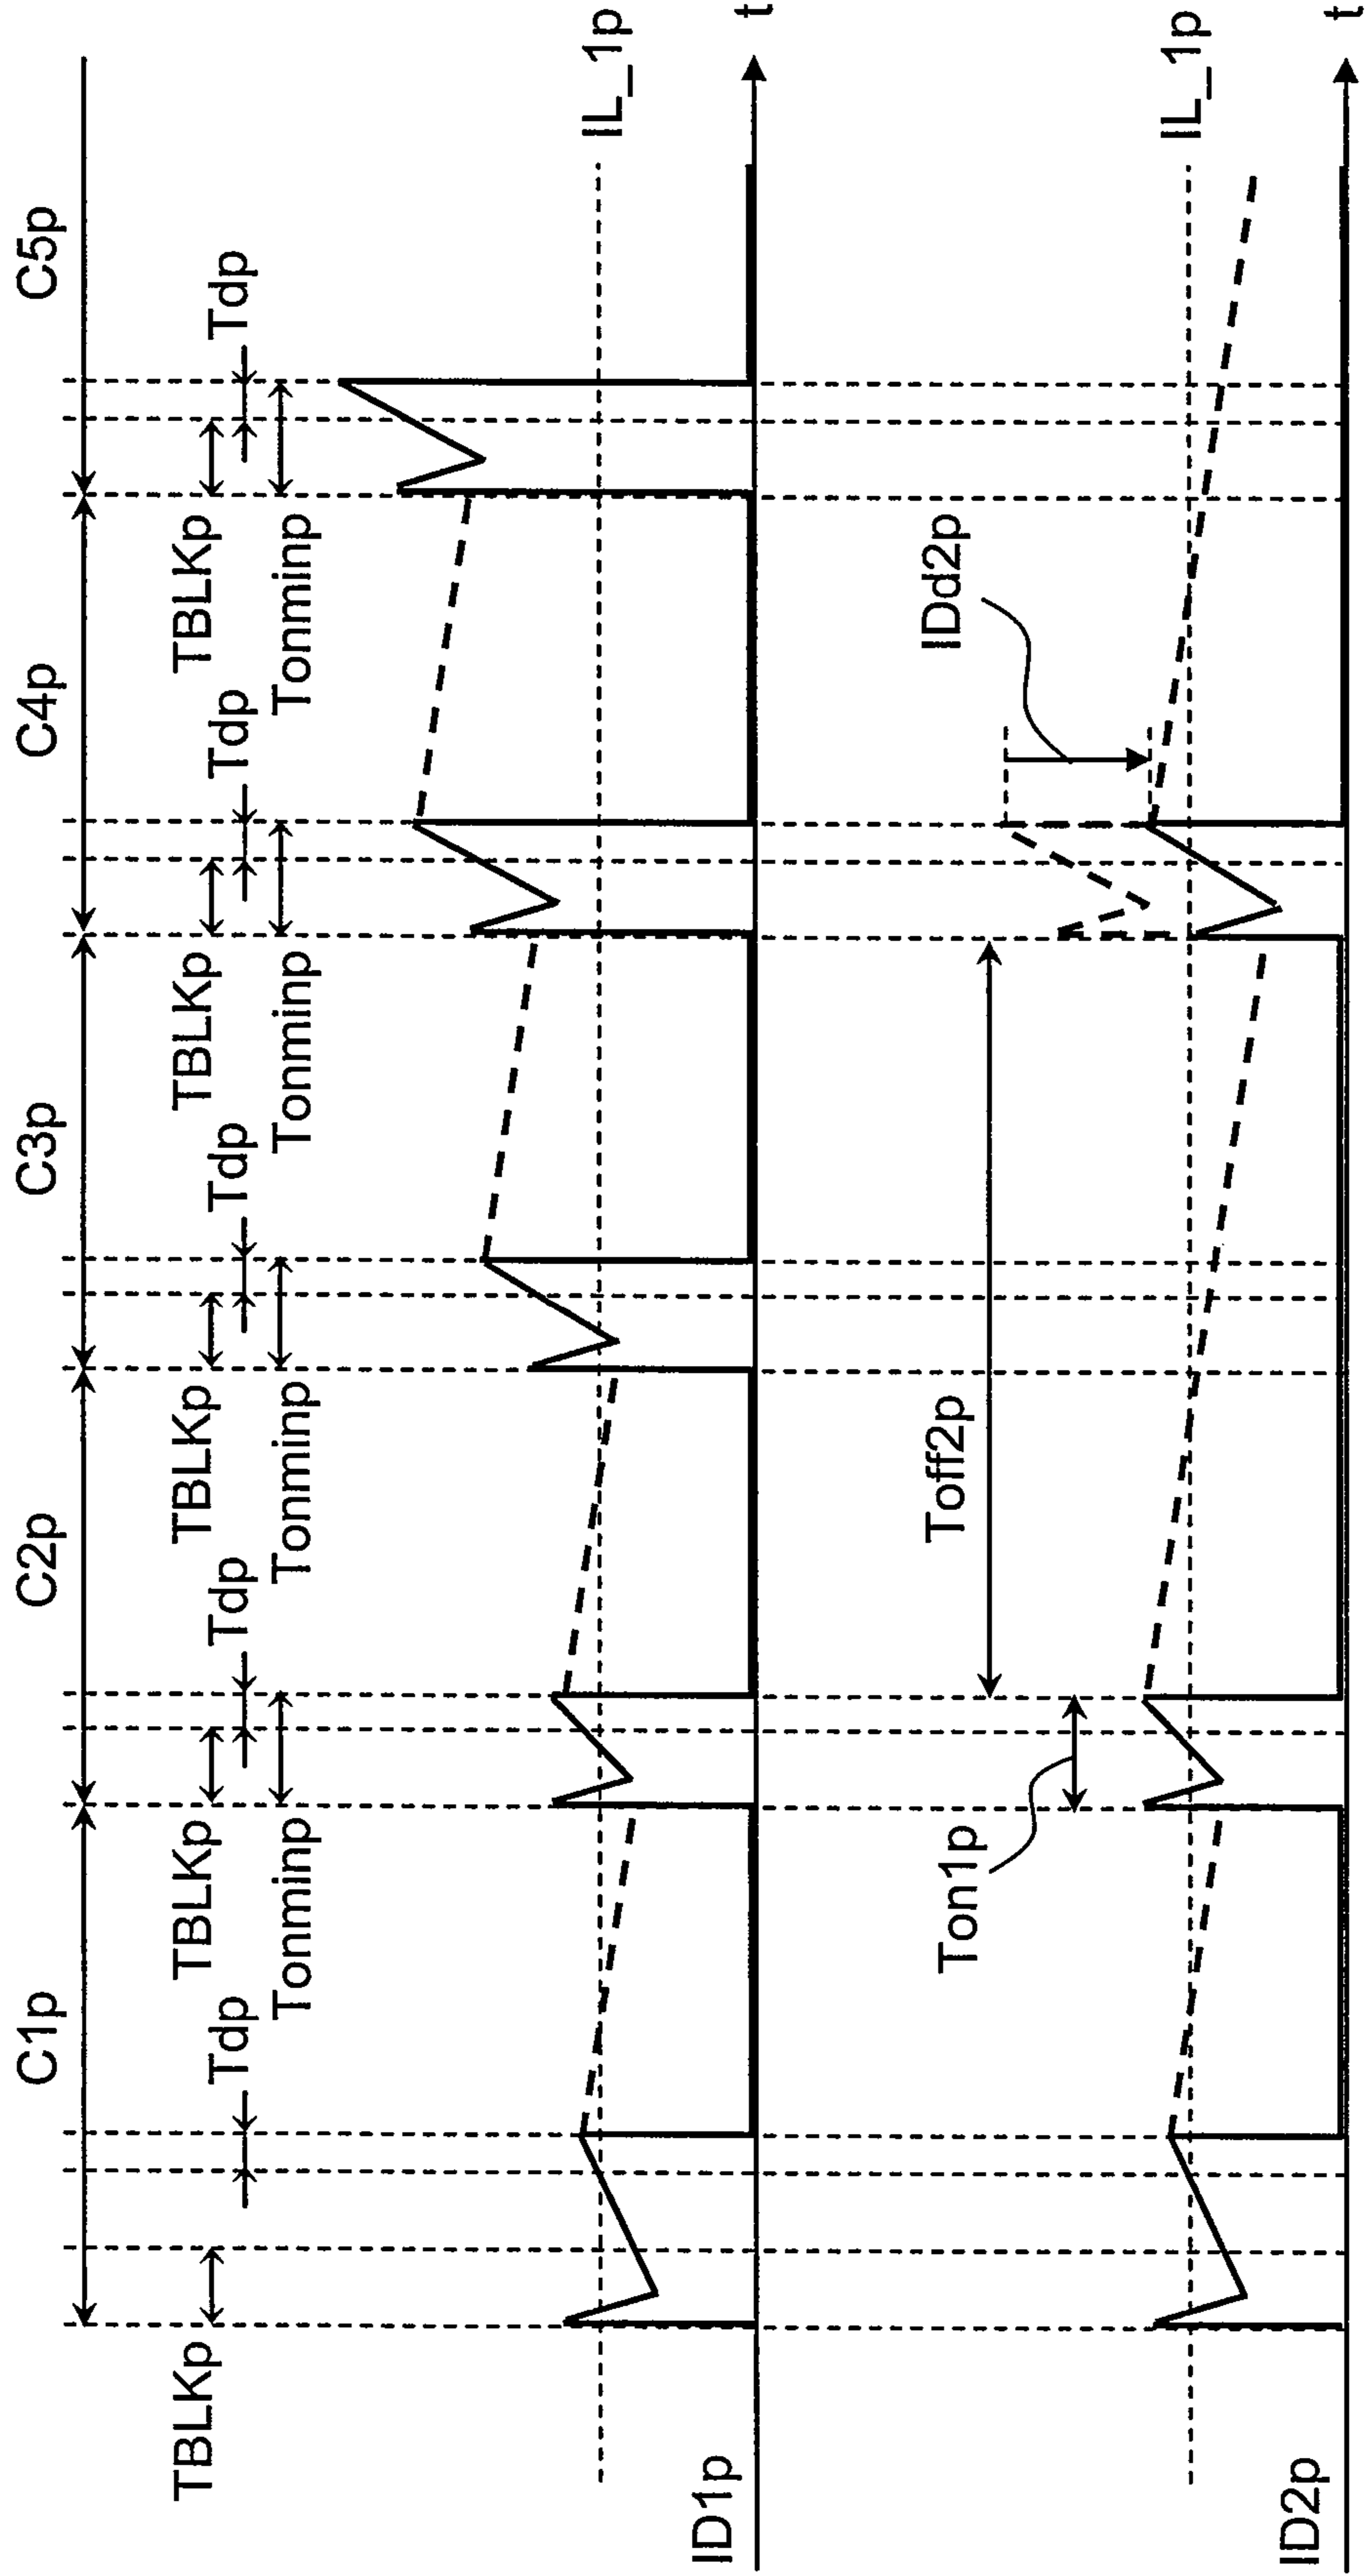 C1p
C2p
C3p
C4p
C5p
TBLKp
Tdp
TBLKp
Tdp
TBLKp
Tdp
TBLKp
Tdp
TBLKp
Tdp
Tonminp
Tonminp
Tonminp
Tonminp
IL_1p
ID1p
t
Ton1p
Toff2p
IDd2p
IL_1p
ID2p
t